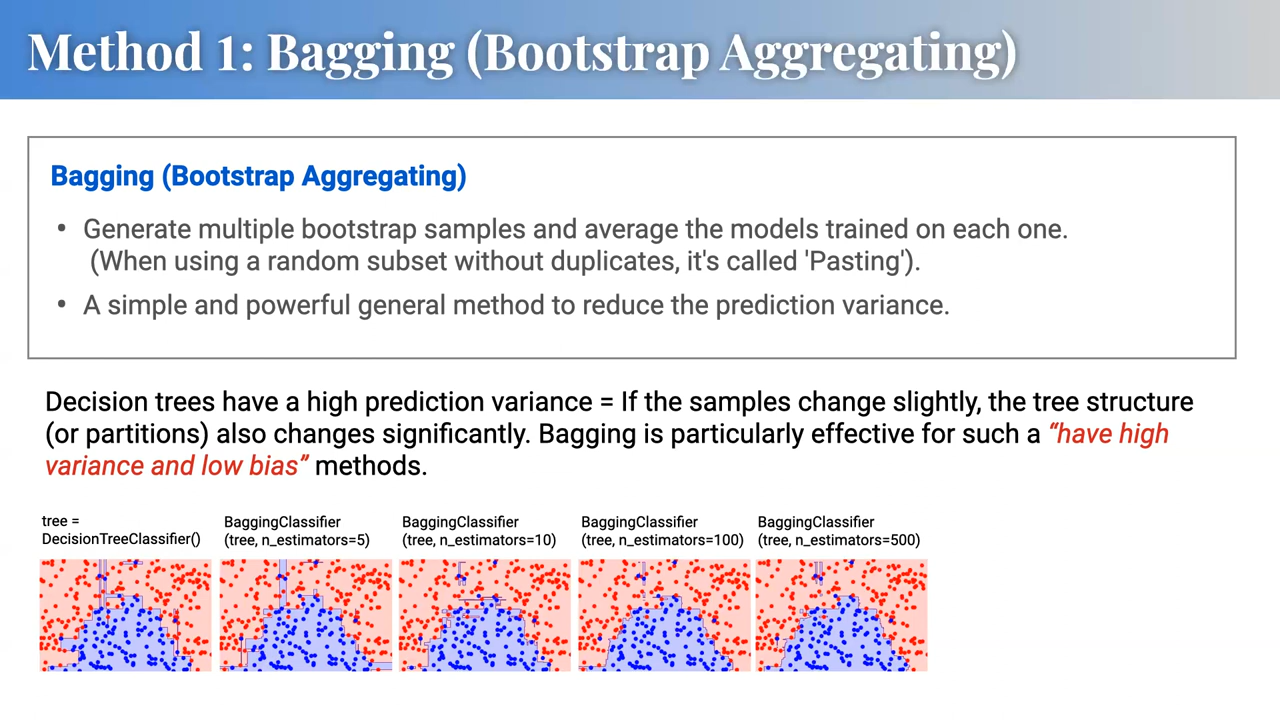 Method 1: Bagging (Bootstrap Aggregating)
Bagging (Bootstrap Aggregating)
• Generate multiple bootstrap samples and average the models trained on each one.
(When using a random subset without duplicates, it's called 'Pasting').
• A simple and powerful general method to reduce the prediction variance.
Decision trees have a high prediction variance = If the samples change slightly, the tree structure
(or partitions) also changes significantly. Bagging is particularly effective for such a “have high
variance and low bias” methods.
tree =
DecisionTreeClassifier()
BaggingClassifier
(tree, n_estimators=5)
BaggingClassifier
(tree, n_estimators=10)
BaggingClassifier
(tree, n_estimators=100)
BaggingClassifier
(tree, n_estimators=500)